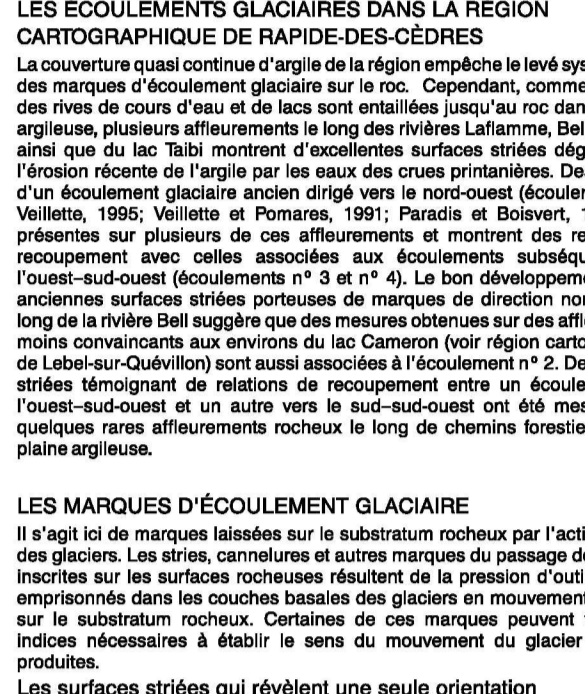 LES ÉCOULEMENTS GLACIAIRES DANS LA RÉGION
CARTOGRAPHIQUE DE RAPIDE-DES-CÈDRES
La couverture quasi continue d'argile de la région empêche le levé sys
des marques d'écoulement glaciaire sur le roc. Cependant, comme
des rives de cours d'eau et de lacs sont entaillées jusqu'au roc dan
argileuse, plusieurs affleurements le long des rivières Laflamme, Bel
ainsi que du lac Taibi montrent d'excellentes surfaces striées dég
l'érosion récente de l'argile par les eaux des crues printanières. De
d'un écoulement glaciaire ancien dirigé vers le nord-ouest (écouler
Veillette, 1995; Veillette et Pomares, 1991; Paradis et Boisvert, 1
présentes sur plusieurs de ces affleurements et montrent des re
recoupement avec celles associées aux écoulements subséqu
l'ouest–sud-ouest (écoulements nº 3 et nº 4). Le bon développeme
anciennes surfaces striées porteuses de marques de direction nor
long de la rivière Bell suggère que des mesures obtenues sur des affle
moins convaincants aux environs du lac Cameron (voir région carto
de Lebel-sur-Quévillon) sont aussi associées à l'écoulement nº 2. De
striées témoignant de relations de recoupement entre un écoule
l'ouest–sud-ouest et un autre vers le sud–sud-ouest ont été mes
quelques rares affleurements rocheux le long de chemins forestie
plaine argileuse.
LES MARQUES D'ÉCOULEMENT GLACIAIRE
Il s'agit ici de marques laissées sur le substratum rocheux par l'acti
des glaciers. Les stries, cannelures et autres marques du passage de
inscrites sur les surfaces rocheuses résultent de la pression d'outi
emprisonnés dans les couches basales des glaciers en mouvement
sur le substratum rocheux. Certaines de ces marques peuvent
indices nécessaires à établir le sens du mouvement du glacier
produites.
Les surfaces striées qui révèlent une seule orientation